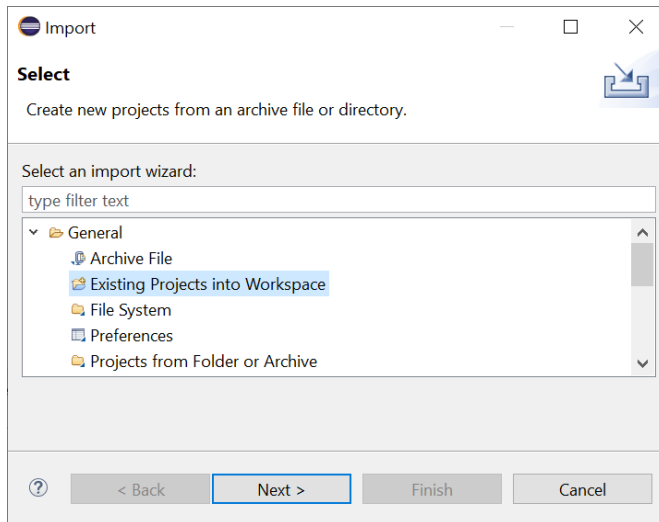 Import
Select
Create new projects from an archive file or directory.
Select an import wizard:
type filter text
General
Archive File
Existing Projects into Workspace
File System
Preferences
Projects from Folder or Archive
?
< Back
Next >
Finish
Cancel